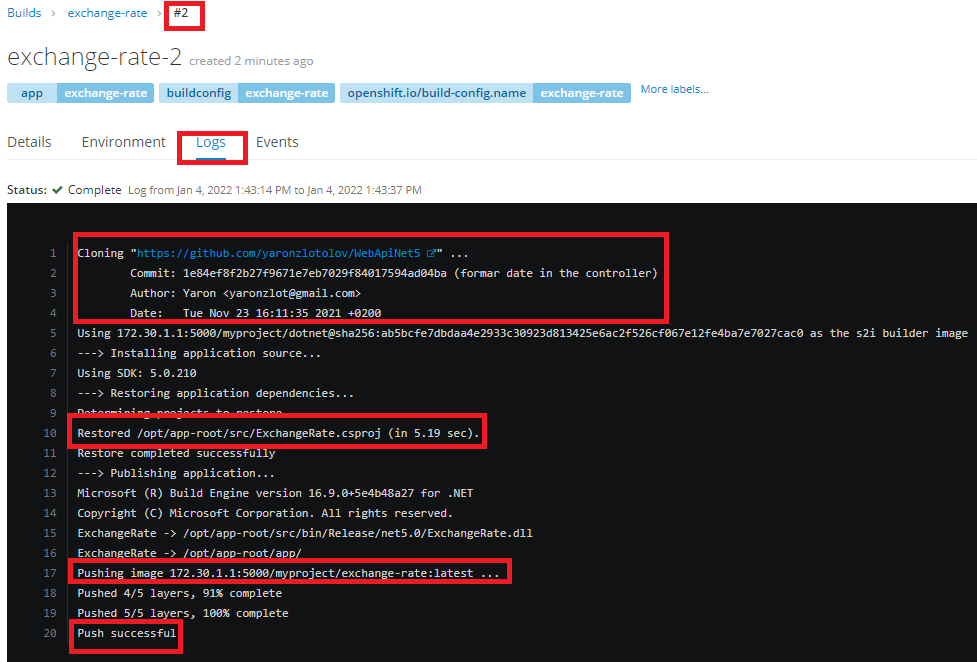 Builds > exchange-rate > #2
exchange-rate-2 created 2 minutes ago
app exchange-rate buildconfig exchange-rate openshift.io/build-config.name exchange-rate More labels...
Details Environment Logs Events
Status: Complete Log from Jan 4, 2022 1:43:14 PM to Jan 4, 2022 1:43:37 PM
1 Cloning "https://github.com/yaronzlotolov/WebApiNet5" ...
2 Commit: 1e84ef8f2b27f9671e7eb7029f84017594ad04ba (formar date in the controller)
3 Author: Yaron <yaronzlot@gmail.com>
4 Date: Tue Nov 23 16:11:35 2021 +0200
5 Using 172.30.1.1:5000/myproject/dotnet@sha256:ab5bcfe7dbdaa4e2933c30923d813425e6ac2f526cf067e12fe4ba7e7027cac0 as the s2i builder image
6 ---> Installing application source...
7 Using SDK: 5.0.210
8 ---> Restoring application dependencies...
9 Determining projects to restore...
10 Restored /opt/app-root/src/ExchangeRate.csproj (in 5.19 sec).
11 Restore completed successfully
12 ---> Publishing application...
13 Microsoft (R) Build Engine version 16.9.0+5e4b48a27 for .NET
14 Copyright (C) Microsoft Corporation. All rights reserved.
15 ExchangeRate -> /opt/app-root/src/bin/Release/net5.0/ExchangeRate.dll
16 ExchangeRate -> /opt/app-root/app/
17 Pushing image 172.30.1.1:5000/myproject/exchange-rate:latest ...
18 Pushed 4/5 layers, 91% complete
19 Pushed 5/5 layers, 100% complete
20 Push successful